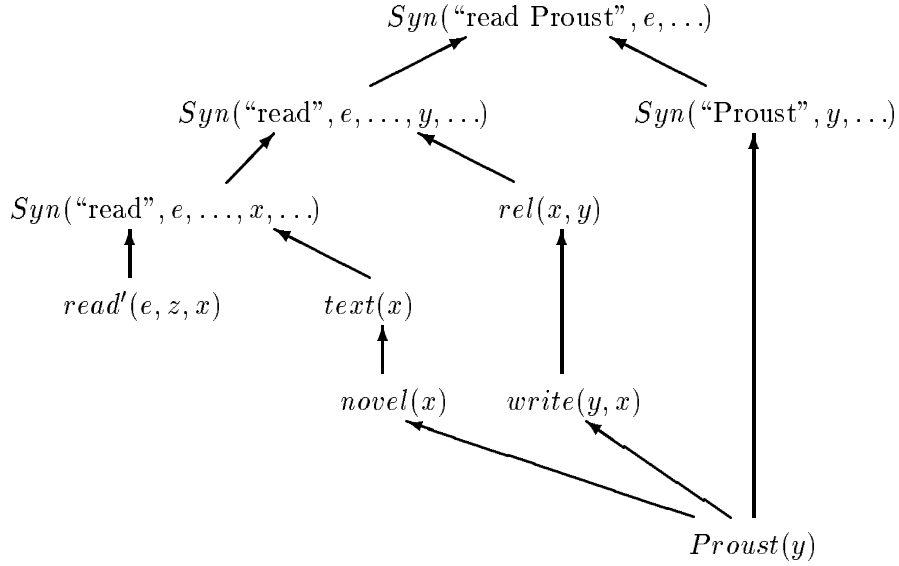 Syn(“read Proust”, e, . . .)
Syn(“read”, e, . . . , y, . . .) Syn(“Proust”, y, . . .)
Syn(“read”, e, . . . , x, . . .) rel(x, y)
read′(e, z, x) text(x)
novel(x) write(y, x)
Proust(y)